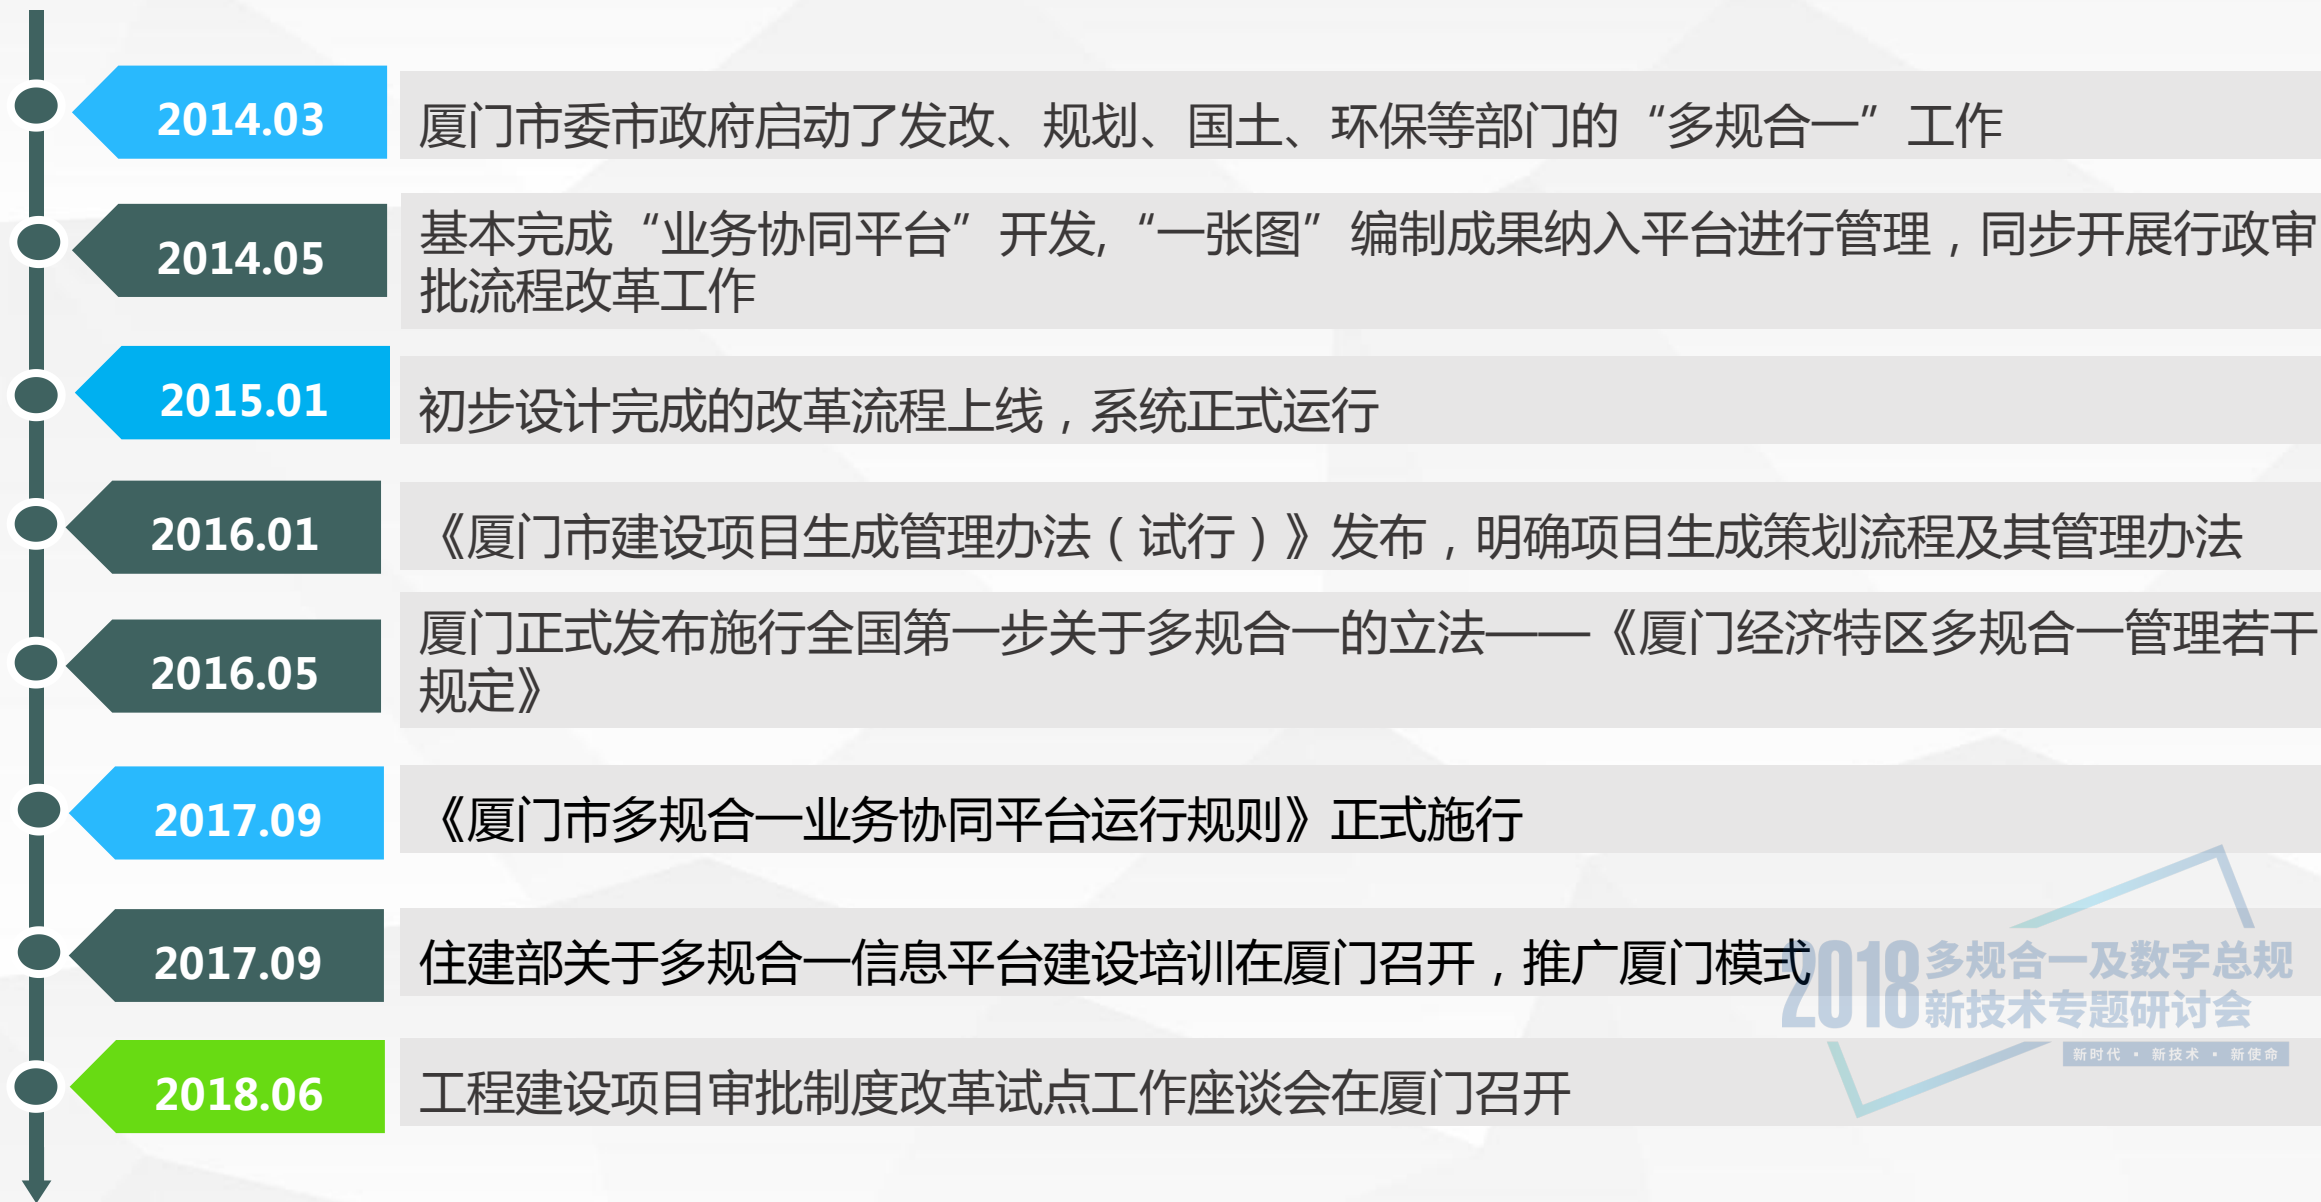 2014.03
厦门市委市政府启动了发改、规划、国土、环保等部门的“多规合一”工作
2014.05
基本完成“业务协同平台”开发,“一张图”编制成果纳入平台进行管理，同步开展行政审
批流程改革工作
2015.01
初步设计完成的改革流程上线，系统正式运行
2016.01
《厦门市建设项目生成管理办法（试行）》发布，明确项目生成策划流程及其管理办法
2016.05
厦门正式发布施行全国第一步关于多规合一的立法——《厦门经济特区多规合一管理若干
规定》
2017.09
《厦门市多规合一业务协同平台运行规则》正式施行
2017.09
住建部关于多规合一信息平台建设培训在厦门召开，推广厦门模式
2018 多规合一及数字总规
新技术专题研讨会
新时代 · 新技术 · 新使命
2018.06
工程建设项目审批制度改革试点工作座谈会在厦门召开